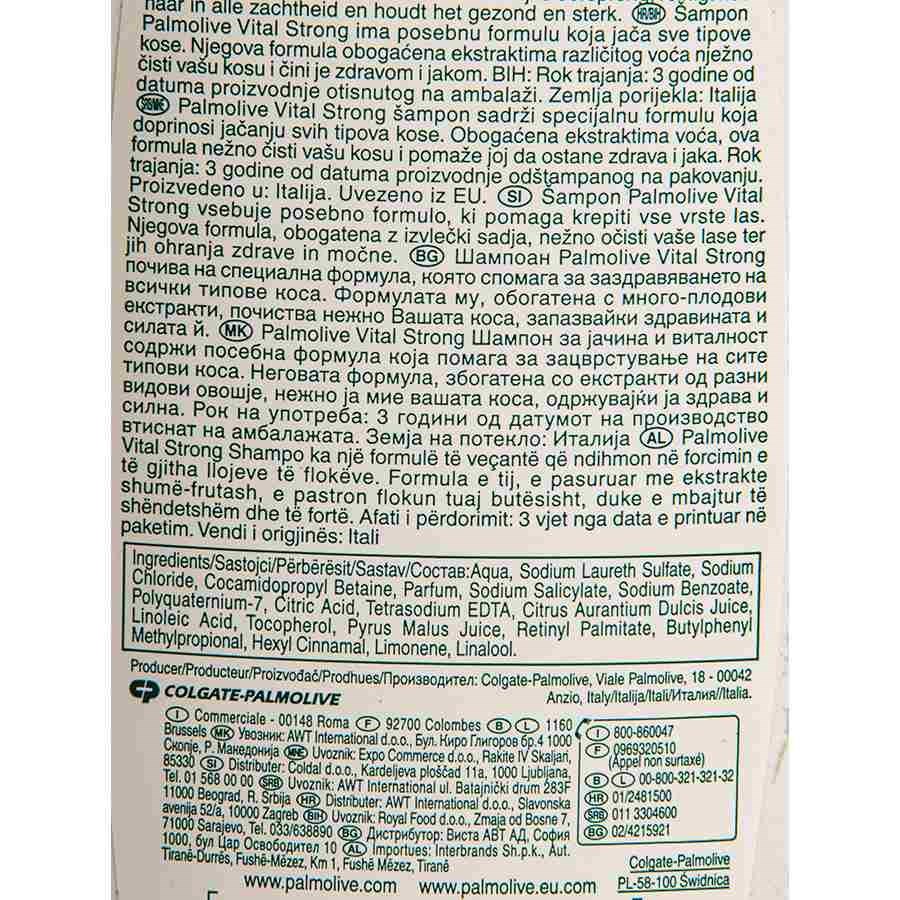 haar in alle zachtheid en houdt het gezond en sterk. HR/BIH Šampon
Palmolive Vital Strong ima posebnu formulu koja jača sve tipove
kose. Njegova formula obogaćena ekstraktima različitog voća nježno
čisti vašu kosu i čini je zdravom i jakom. BIH: Rok trajanja: 3 godine od
datuma proizvodnje otisnutog na ambalaži. Zemlja porijekla: Italija
SRB/MNE Palmolive Vital Strong šampon sadrži specijalnu formulu koja
doprinosi jačanju svih tipova kose. Obogaćena ekstraktima voća, ova
formula nežno čisti vašu kosu i pomaže joj da ostane zdrava i jaka. Rok
trajanja: 3 godine od datuma proizvodnje odštampanog na pakovanju.
Proizvedeno u: Italija. Uvezeno iz EU. SI Šampon Palmolive Vital
Strong vsebuje posebno formulo, ki pomaga krepiti vse vrste las.
Njegova formula, obogatena z izvlečki sadja, nežno očisti vaše lase ter
jih ohranja zdrave in močne. BG Шампоан Palmolive Vital Strong
почива на специална формула, която спомага за заздравяването на
всички типове коса. Формулата му, обогатена с много-плодови
екстракти, почиства нежно Вашата коса, запазвайки здравината и
силата й. MK Palmolive Vital Strong Шампон за јачина и виталност
содржи посебна формула која помага за зацврстување на сите
типови коса. Неговата формула, збогатена со екстракти од разни
видови овошје, нежно ја мие вашата коса, одржувајќи ја здрава и
силна. Рок на употреба: 3 години од датумот на производство
втиснат на амбалажата. Земја на потекло: Италија AL Palmolive
Vital Strong Shampo ka një formulë të veçantë që ndihmon në forcimin e
të gjitha llojeve të flokëve. Formula e tij, e pasuruar me ekstrakte
shumë-frutash, e pastron flokun tuaj butësisht, duke e mbajtur të
shëndetshëm dhe të fortë. Afati i përdorimit: 3 vjet nga data e printuar në
paketim. Vendi i origjinës: Itali
Ingredients/Sastojci/Përbërësit/Sastav/Состав:Aqua, Sodium Laureth Sulfate, Sodium
Chloride, Cocamidopropyl Betaine, Parfum, Sodium Salicylate, Sodium Benzoate,
Polyquaternium-7, Citric Acid, Tetrasodium EDTA, Citrus Aurantium Dulcis Juice,
Linoleic Acid, Tocopherol, Pyrus Malus Juice, Retinyl Palmitate, Butylphenyl
Methylpropional, Hexyl Cinnamal, Limonene, Linalool.
Producer/Producteur/Proizvođač/Prodhues/Производител: Colgate-Palmolive, Viale Palmolive, 18 - 00042
Anzio, Italy/Italija/Itali/Италия//Italia.
COLGATE-PALMOLIVE
I Commerciale - 00148 Roma F 92700 Colombes B L 1160
Brussels MK Увозник: AWT International d.o.o., Бул. Киро Глигоров бр.4 1000
Скопје, Р. Македонија MNE Uvoznik: Expo Commerce d.o.o., Rakite IV Skaljari,
85330 SI Distributer: Coldal d.o.o., Kardeljeva ploščad 11a, 1000 Ljubljana,
Tel. 01 568 00 00 SRB Uvoznik: AWT International ul. Batajnički drum 283F
11000 Beograd, R. Srbija HR Distributer: AWT International d.o.o., Slavonska
avenija 52/a, 10000 Zagreb BIH Uvoznik: Royal Food d.o.o., Zmaja od Bosne 7,
71000 Sarajevo, Tel. 033/638890 BG Дистрибутор: Виста АВТ АД, София
1000, бул Цар Освободител 10 AL Importues: Interbrands Sh.p.k., Aut.
Tiranë-Durrës, Fushë-Mëzez, Km 1, Fushë Mëzez, Tiranë
I 800-860047
F 0969320510
(Appel non surtaxé)
B L 00-800-321-321-32
HR 01/2481500
SRB 011 3304600
BG 02/4215921
Colgate-Palmolive
PL-58-100 Świdnica
www.palmolive.com www.palmolive.eu.com